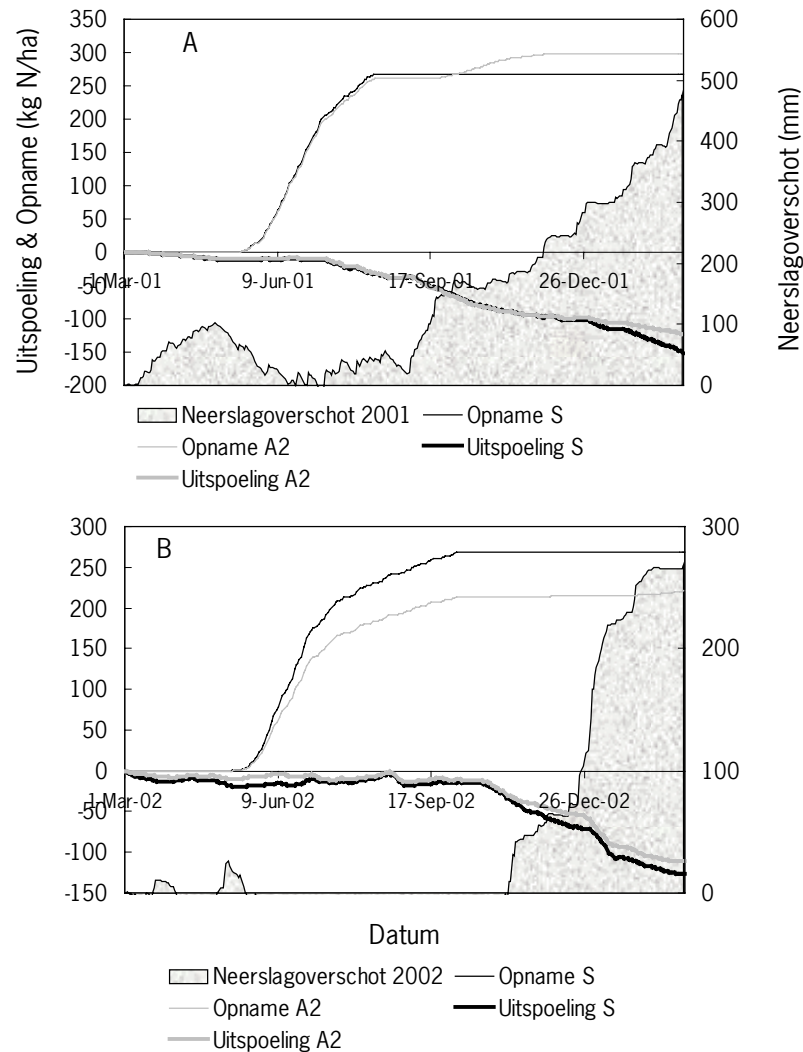 A
Uitspoeling & Opname (kg N/ha)
350
300
250
200
150
100
50
0
-50
-100
-150
-200
600
500
400
300
200
100
0
Neerslagoverschot (mm)
1-Mar-01
9-Jun-01
17-Sep-01
26-Dec-01
Neerslagoverschot 2001
Opname S
Opname A2
Uitspoeling S
Uitspoeling A2
B
300
250
200
150
100
50
0
-50
-100
-150
300
200
100
0
1-Mar-02
9-Jun-02
17-Sep-02
26-Dec-02
Datum
Neerslagoverschot 2002
Opname S
Opname A2
Uitspoeling S
Uitspoeling A2